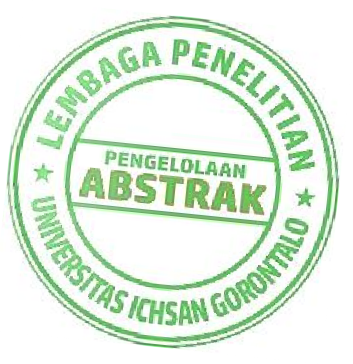 LEMBAGA PENELITIAN
PENGELOLAAN
ABSTRAK
UNIVERSITAS ICHSAN GORONTALO